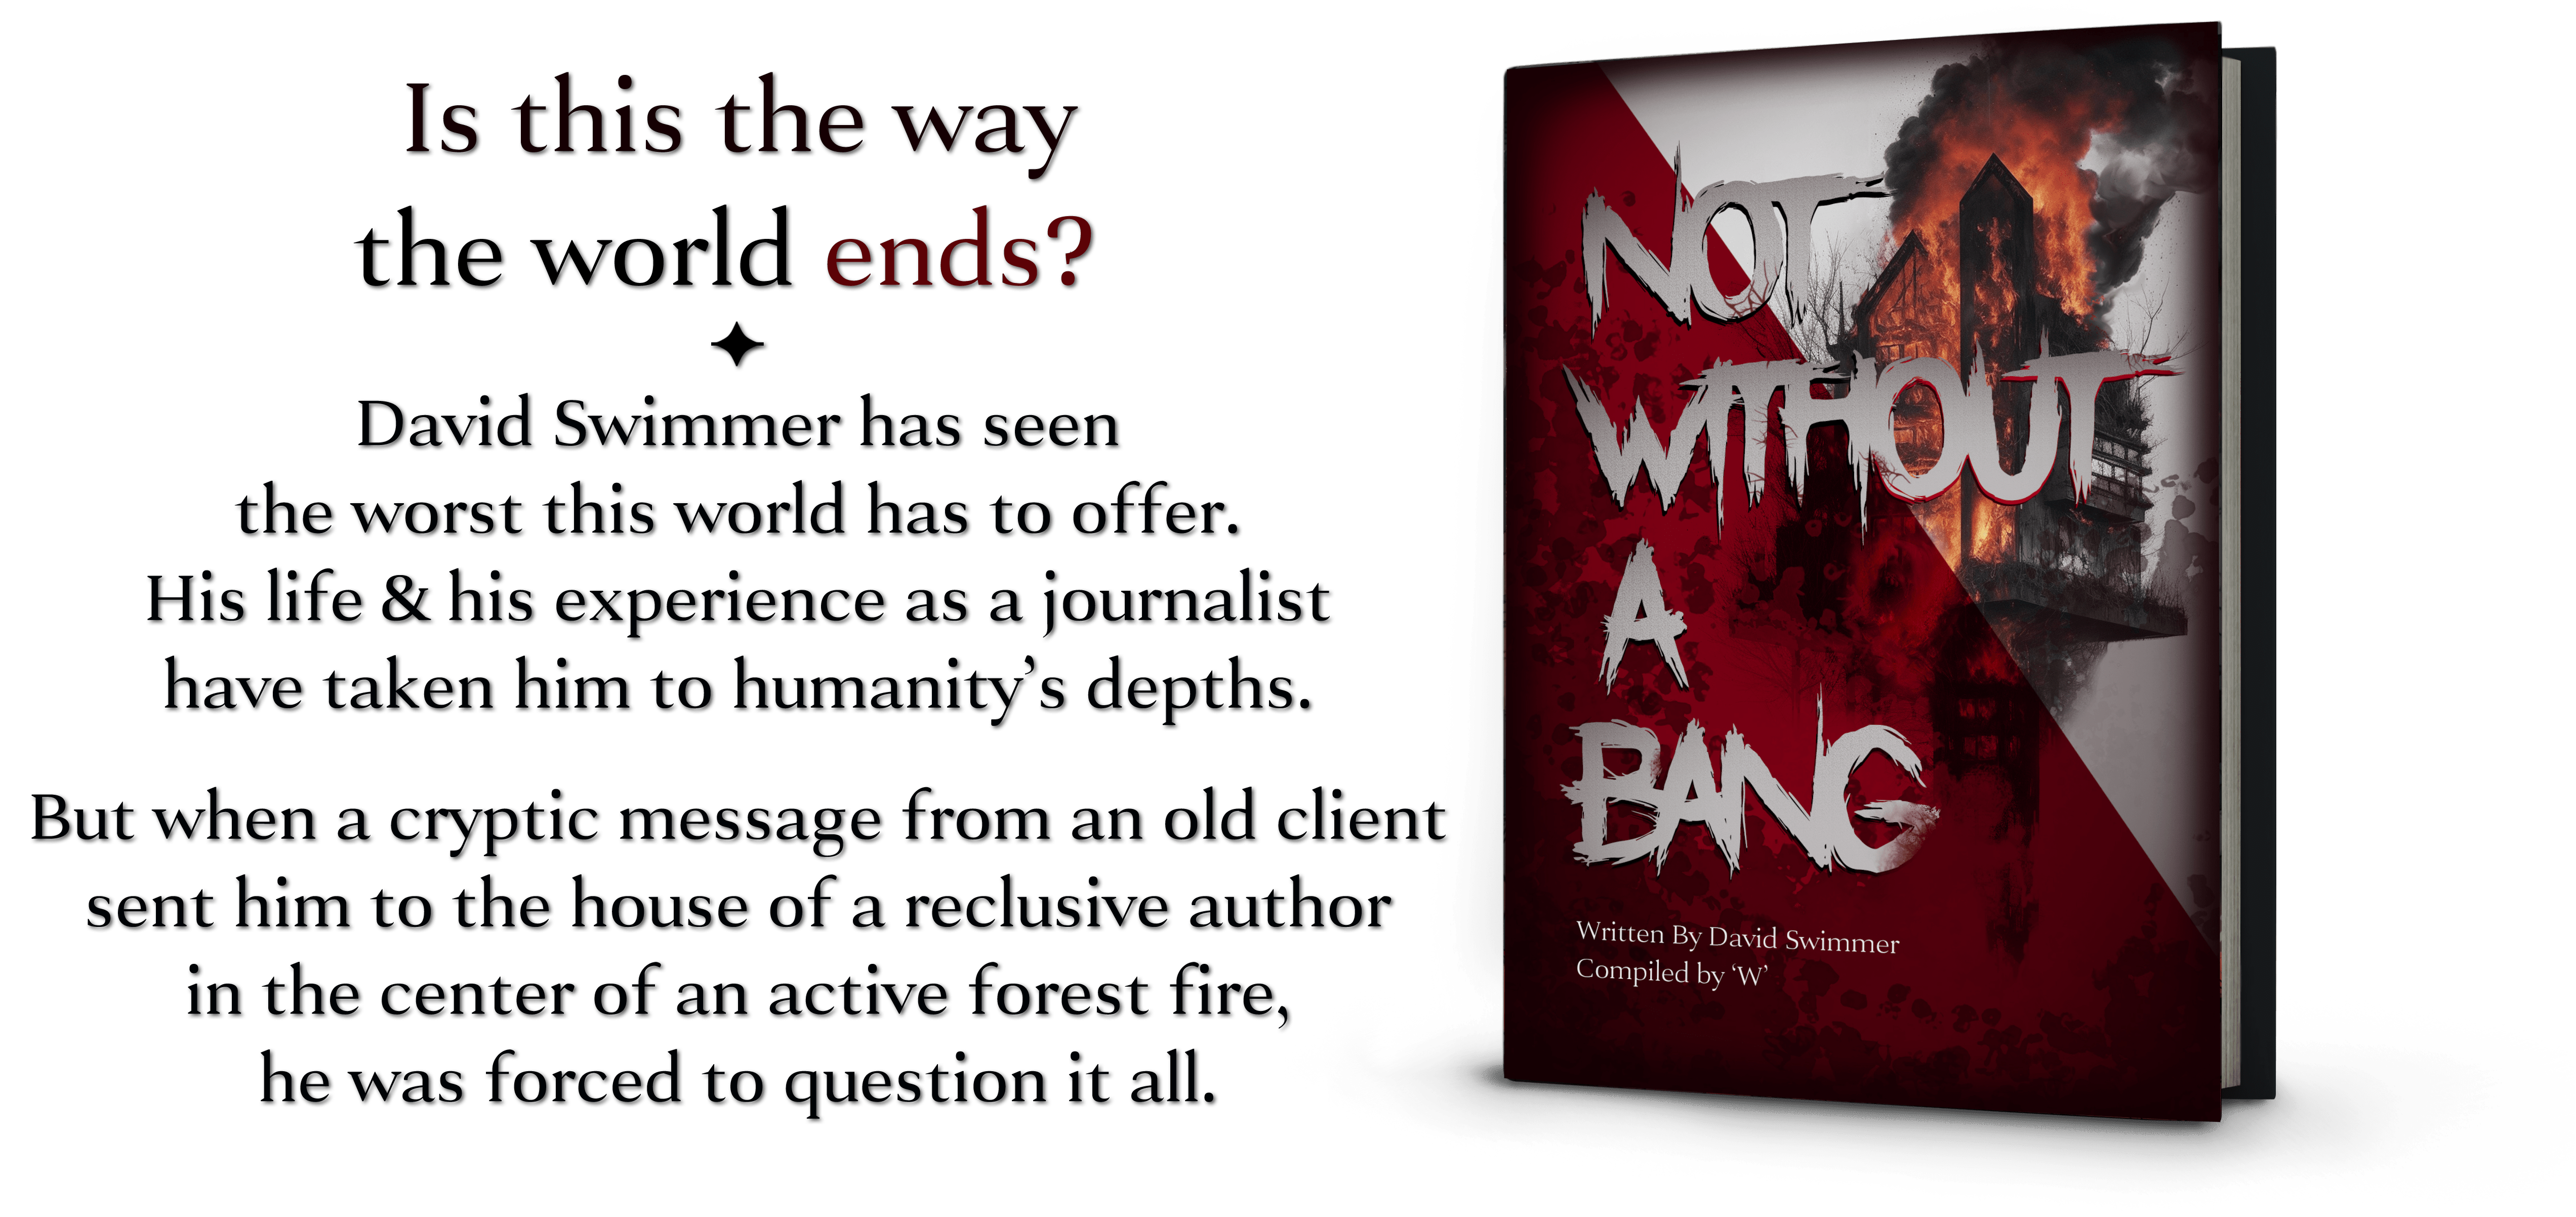 Is this the way
the world ends?
David Swimmer has seen
the worst this world has to offer.
His life & his experience as a journalist
have taken him to humanity’s depths.
But when a cryptic message from an old client
sent him to the house of a reclusive author
in the center of an active forest fire,
he was forced to question it all.
NOT
WITHOUT
A
BANG
Written By David Swimmer
Compiled by ‘W’